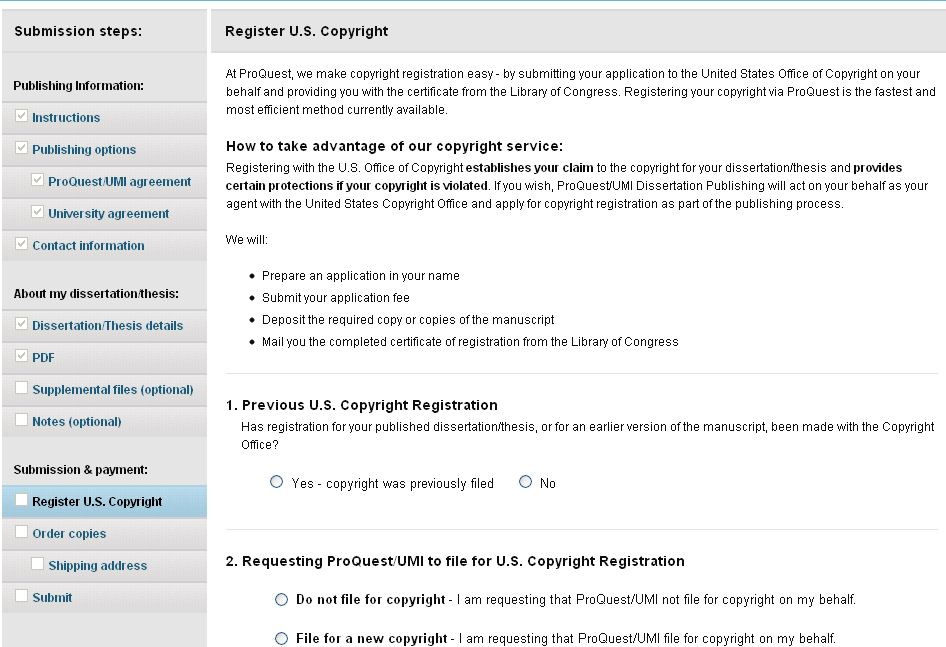 Submission steps:
Publishing Information:
Instructions
Publishing options
ProQuest/UMI agreement
University agreement
Contact information
About my dissertation/thesis:
Dissertation/Thesis details
PDF
Supplemental files (optional)
Notes (optional)
Submission & payment:
Register U.S. Copyright
Order copies
Shipping address
Submit
Register U.S. Copyright
At ProQuest, we make copyright registration easy - by submitting your application to the United States Office of Copyright on your
behalf and providing you with the certificate from the Library of Congress. Registering your copyright via ProQuest is the fastest and
most efficient method currently available.
How to take advantage of our copyright service:
Registering with the U.S. Office of Copyright establishes your claim to the copyright for your dissertation/thesis and provides
certain protections if your copyright is violated. If you wish, ProQuest/UMI Dissertation Publishing will act on your behalf as your
agent with the United States Copyright Office and apply for copyright registration as part of the publishing process.
We will:
• Prepare an application in your name
• Submit your application fee
• Deposit the required copy or copies of the manuscript
• Mail you the completed certificate of registration from the Library of Congress
1. Previous U.S. Copyright Registration
Has registration for your published dissertation/thesis, or for an earlier version of the manuscript, been made with the Copyright
Office?
Yes - copyright was previously filed No
2. Requesting ProQuest/UMI to file for U.S. Copyright Registration
Do not file for copyright - I am requesting that ProQuest/UMI not file for copyright on my behalf.
File for a new copyright - I am requesting that ProQuest/UMI file for copyright on my behalf.